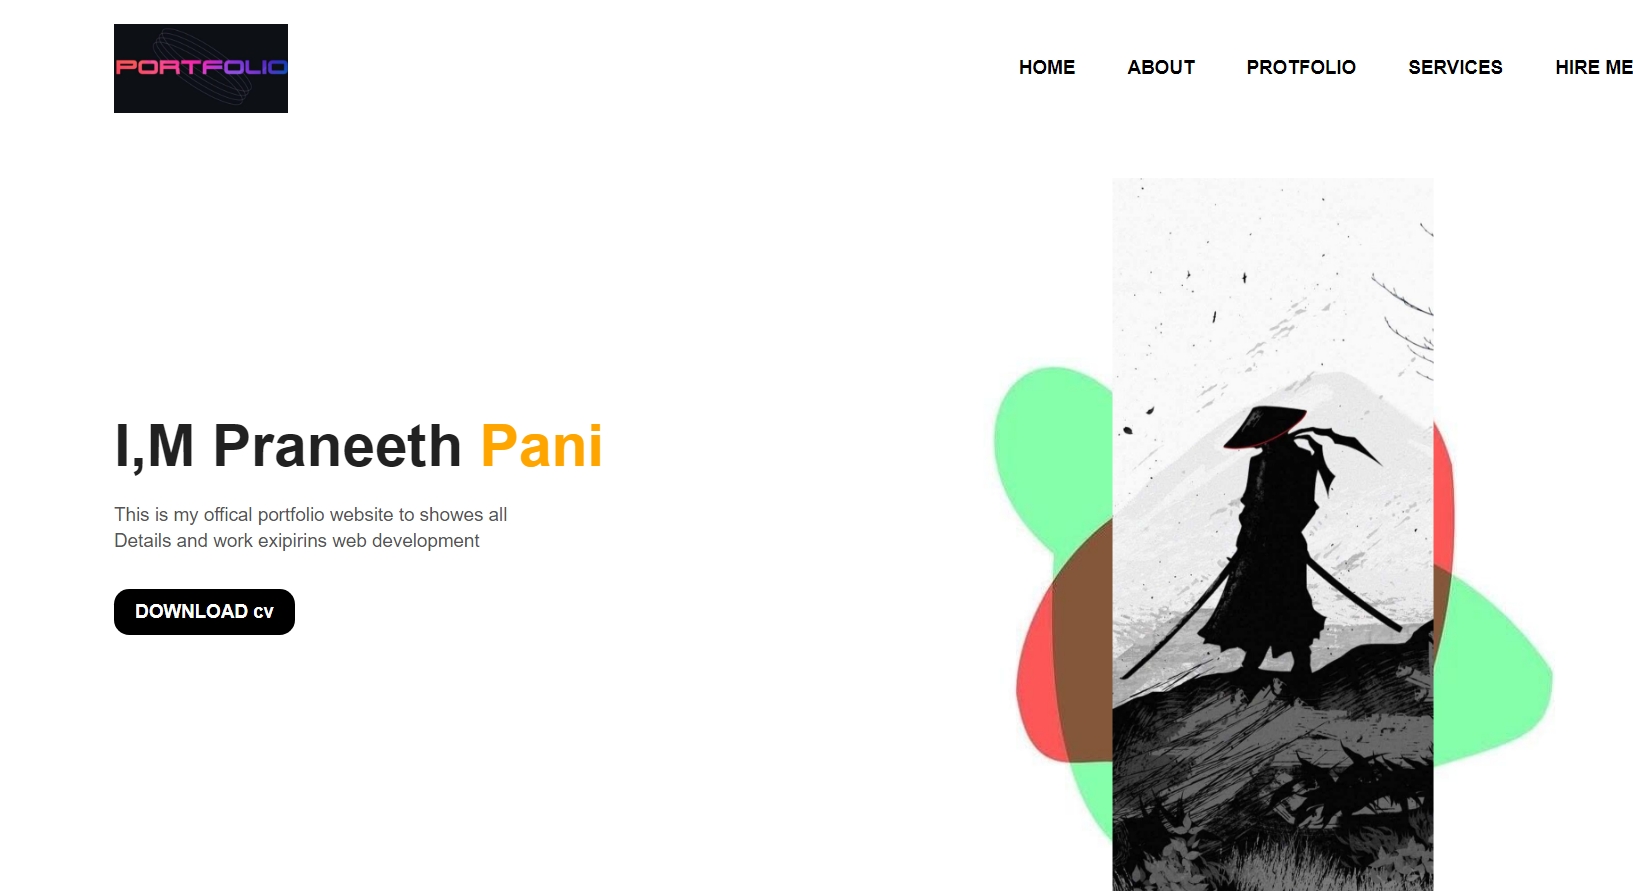 PORTFOLIO
HOME ABOUT PROTFOLIO SERVICES HIRE ME
I,M Praneeth Pani
This is my offical portfolio website to showes all
Details and work exipirins web development
DOWNLOAD cv